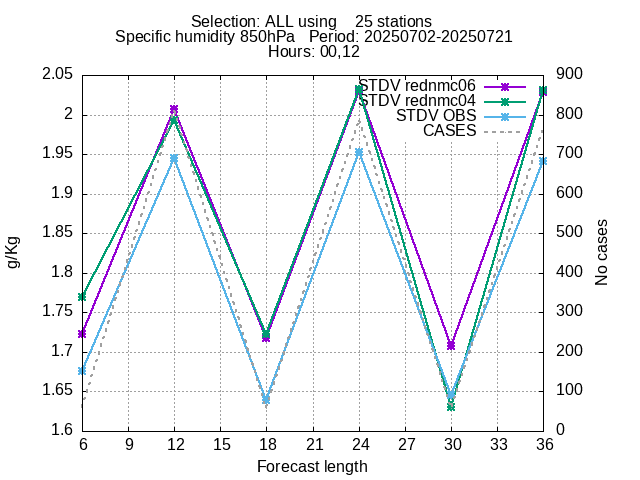 Selection: ALL using    25 stations
Specific humidity 850hPa   Period: 20250702-20250721
Hours: 00,12
STDV rednmc06
STDV rednmc04
STDV OBS
CASES
g/Kg
2.05
2
1.95
1.9
1.85
1.8
1.75
1.7
1.65
1.6
900
800
700
600
500
400
300
200
100
0
No cases
6 9 12 15 18 21 24 27 30 33 36
Forecast length